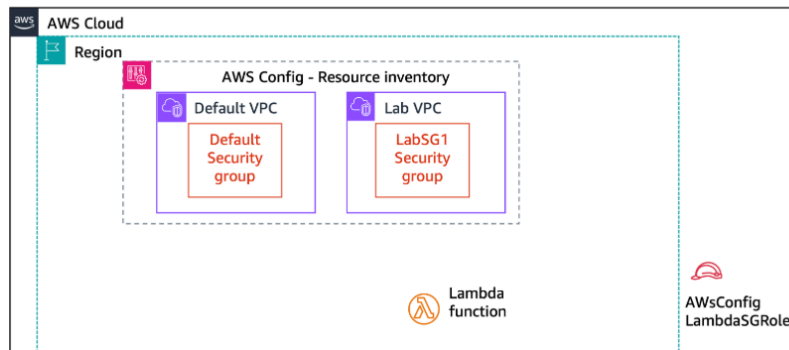 aws
AWS Cloud
Region
AWS Config - Resource inventory
Default VPC
Lab VPC
Default
Security
group
LabSG1
Security
group
Lambda
function
AWsConfig
LambdaSGRole